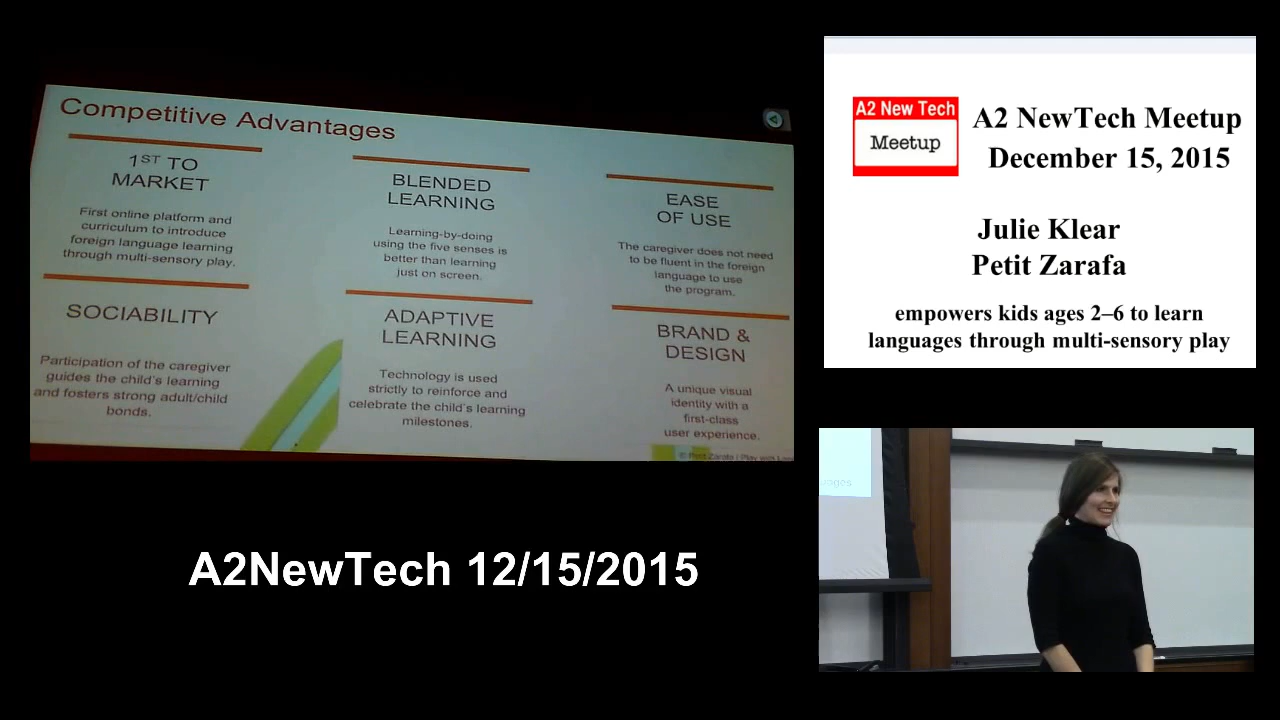 Competitive Advantages
1ST TO
MARKET
First online platform and
curriculum to introduce
foreign language learning
through multi-sensory play.
BLENDED
LEARNING
Learning-by-doing
using the five senses is
better than learning
just on screen.
EASE
OF USE
The caregiver does not need
to be fluent in the foreign
language to use
the program.
SOCIABILITY
Participation of the caregiver
guides the child's learning
and fosters strong adult/child
bonds.
ADAPTIVE
LEARNING
Technology is used
strictly to reinforce and
celebrate the child's learning
milestones.
BRAND &
DESIGN
A unique visual
identity with a
first-class
user experience.
© Petit Zarafa | Play with
A2 New Tech
Meetup
A2 NewTech Meetup
December 15, 2015
Julie Klear
Petit Zarafa
empowers kids ages 2–6 to learn
languages through multi-sensory play
A2NewTech 12/15/2015